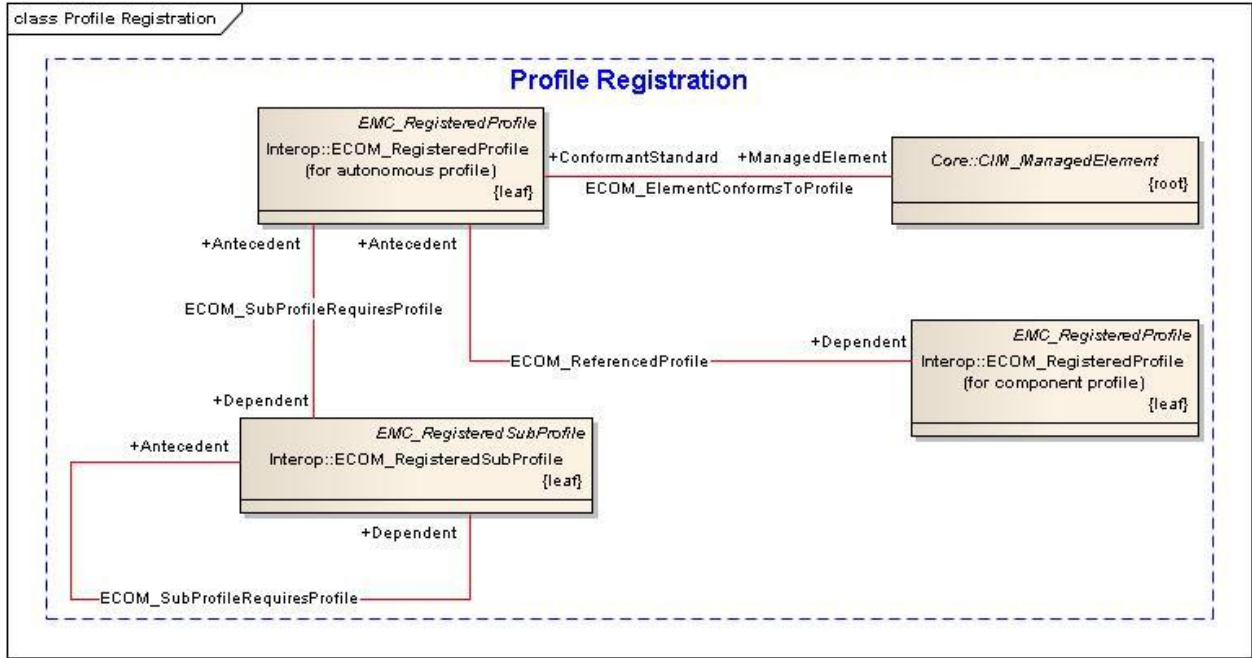 class Profile Registration
Profile Registration
EMC_RegisteredProfile
Interop::ECOM_RegisteredProfile
(for autonomous profile)
{leaf}
+ConformantStandard +ManagedElement
ECOM_ElementConformsToProfile
Core::CIM_ManagedElement
{root}
+Antecedent +Antecedent
ECOM_SubProfileRequiresProfile
ECOM_ReferencedProfile
+Dependent
EMC_RegisteredProfile
Interop::ECOM_RegisteredProfile
(for component profile)
{leaf}
+Dependent
+Antecedent
EMC_RegisteredSubProfile
Interop::ECOM_RegisteredSubProfile
{leaf}
+Dependent
ECOM_SubProfileRequiresProfile